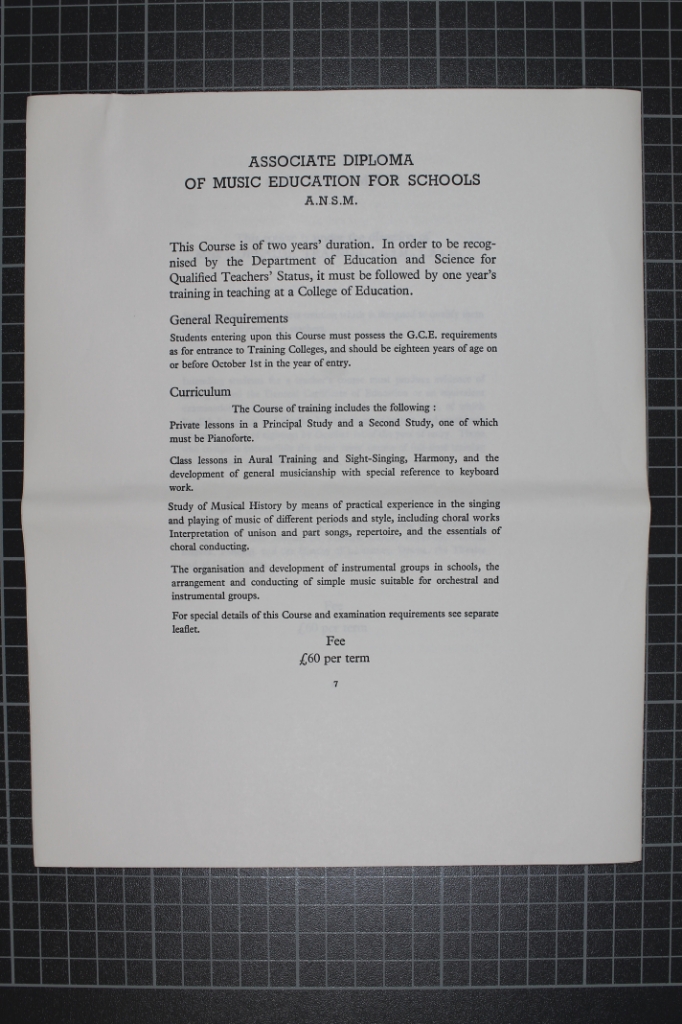 ASSOCIATE DIPLOMA
OF MUSIC EDUCATION FOR SCHOOLS
A.N S.M.
This Course is of two years' duration. In order to be recog-
nised by the Department of Education and Science for
Qualified Teachers' Status, it must be followed by one year's
training in teaching at a College of Education.
General Requirements
Students entering upon this Course must possess the G.C.E. requirements
as for entrance to Training Colleges, and should be eighteen years of age on
or before October 1st in the year of entry.
Curriculum
The Course of training includes the following :
Private lessons in a Principal Study and a Second Study, one of which
must be Pianoforte.
Class lessons in Aural Training and Sight-Singing, Harmony, and the
development of general musicianship with special reference to keyboard
work.
Study of Musical History by means of practical experience in the singing
and playing of music of different periods and style, including choral works
Interpretation of unison and part songs, repertoire, and the essentials of
choral conducting.
The organisation and development of instrumental groups in schools, the
arrangement and conducting of simple music suitable for orchestral and
instrumental groups.
For special details of this Course and examination requirements see separate
leaflet.
Fee
£60 per term
7